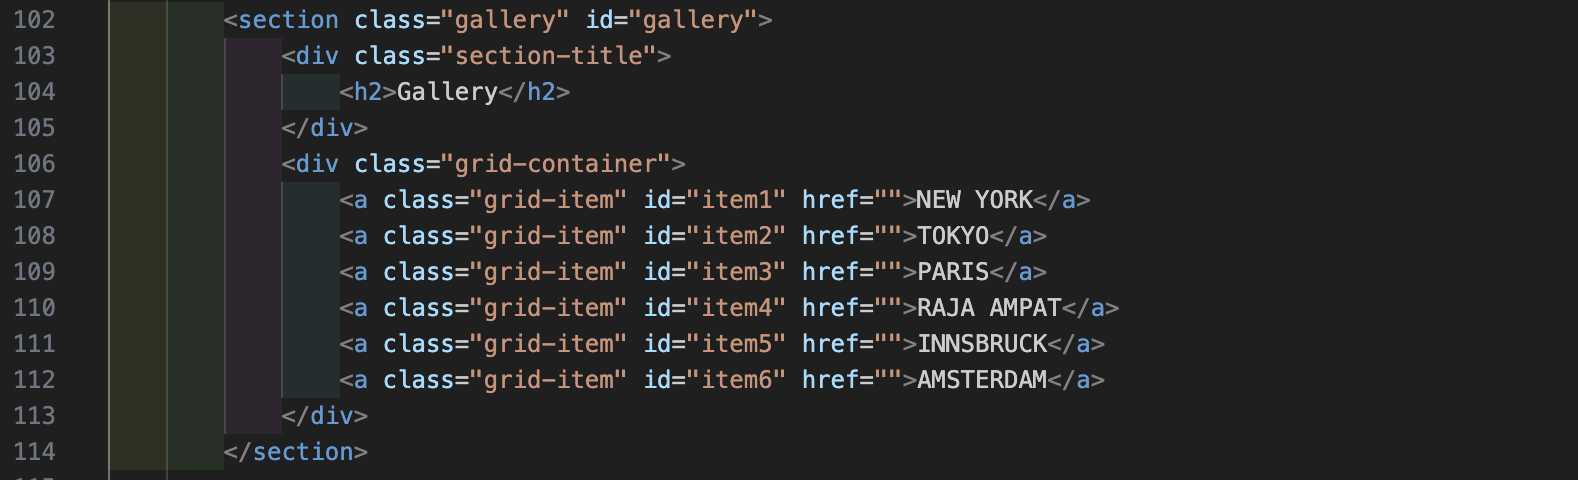 102 <section class="gallery" id="gallery">
103 <div class="section-title">
104 <h2>Gallery</h2>
105 </div>
106 <div class="grid-container">
107 <a class="grid-item" id="item1" href="">NEW YORK</a>
108 <a class="grid-item" id="item2" href="">TOKYO</a>
109 <a class="grid-item" id="item3" href="">PARIS</a>
110 <a class="grid-item" id="item4" href="">RAJA AMPAT</a>
111 <a class="grid-item" id="item5" href="">INNSBRUCK</a>
112 <a class="grid-item" id="item6" href="">AMSTERDAM</a>
113 </div>
114 </section>